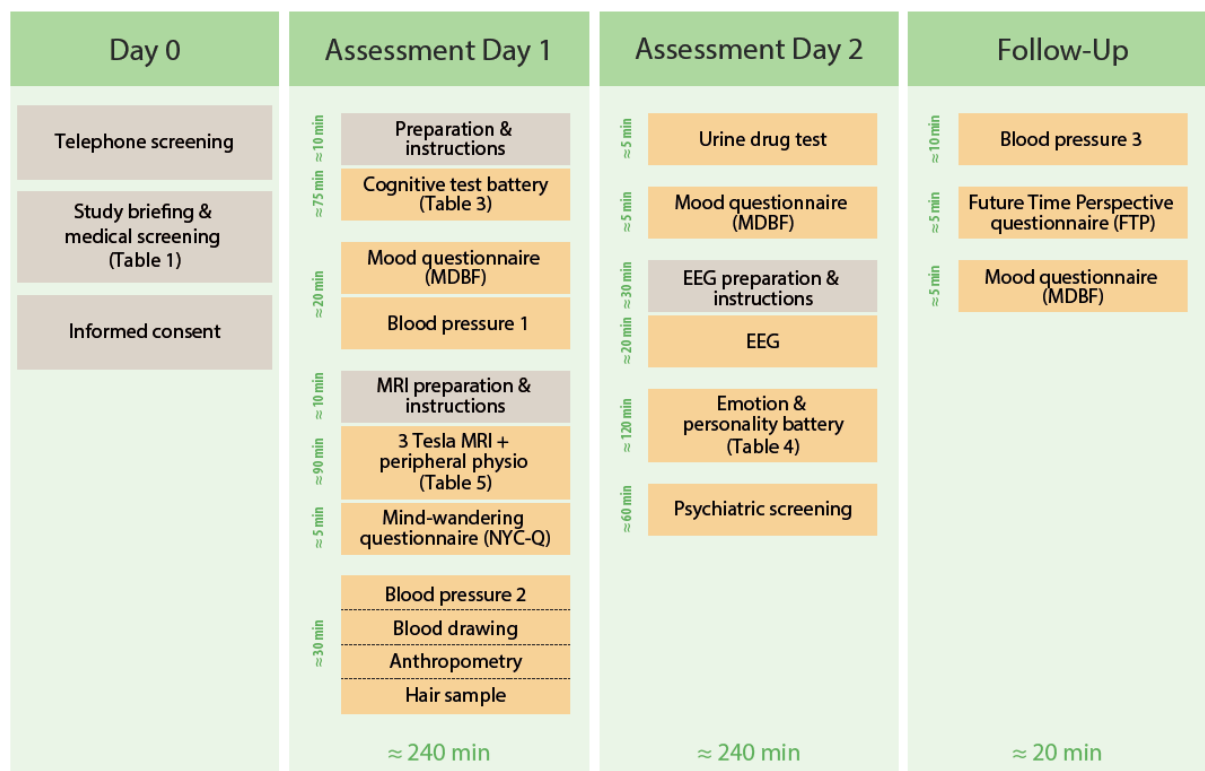 Day 0
Telephone screening
Study briefing &
medical screening
(Table 1)
Informed consent
Assessment Day 1
≈10 min
Preparation &
instructions
≈75 min
Cognitive test battery
(Table 3)
≈20 min
Mood questionnaire
(MDBF)
Blood pressure 1
≈10 min
MRI preparation &
instructions
≈90 min
3 Tesla MRI +
peripheral physio
(Table 5)
≈5 min
Mind-wandering
questionnaire (NYC-Q)
≈30 min
Blood pressure 2
Blood drawing
Anthropometry
Hair sample
≈ 240 min
Assessment Day 2
≈5 min
Urine drug test
≈5 min
Mood questionnaire
(MDBF)
≈30 min
EEG preparation &
instructions
≈20 min
EEG
≈120 min
Emotion &
personality battery
(Table 4)
≈60 min
Psychiatric screening
≈ 240 min
Follow-Up
≈10 min
Blood pressure 3
≈5 min
Future Time Perspective
questionnaire (FTP)
≈5 min
Mood questionnaire
(MDBF)
≈ 20 min